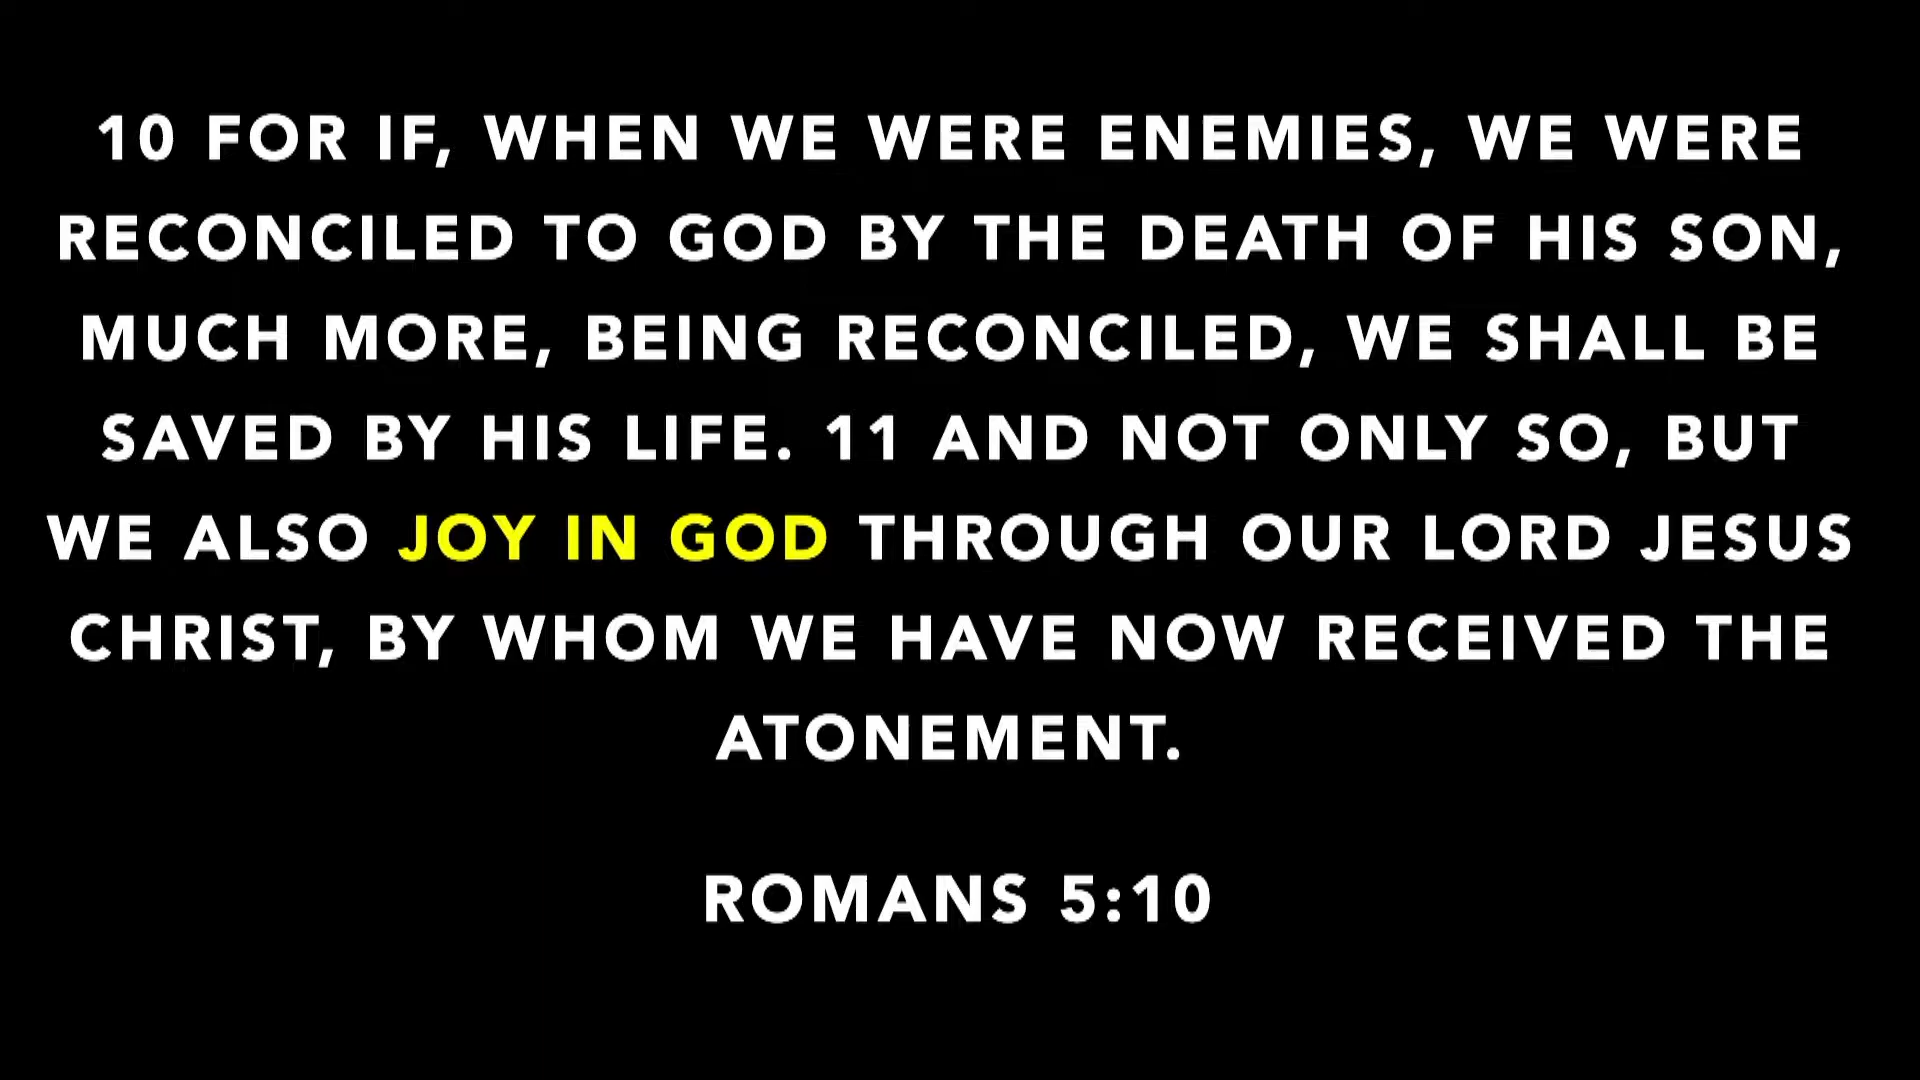 10 FOR IF, WHEN WE WERE ENEMIES, WE WERE
RECONCILED TO GOD BY THE DEATH OF HIS SON,
MUCH MORE, BEING RECONCILED, WE SHALL BE
SAVED BY HIS LIFE. 11 AND NOT ONLY SO, BUT
WE ALSO JOY IN GOD THROUGH OUR LORD JESUS
CHRIST, BY WHOM WE HAVE NOW RECEIVED THE
ATONEMENT.
ROMANS 5:10